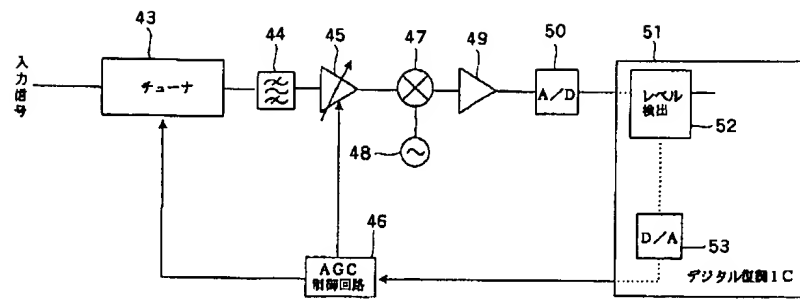 43
44
45
47
49
50
51
入力信号
チューナ
A/D
レベル
検出
52
48
46
D/A
53
AGC
制御回路
デジタル復調IC